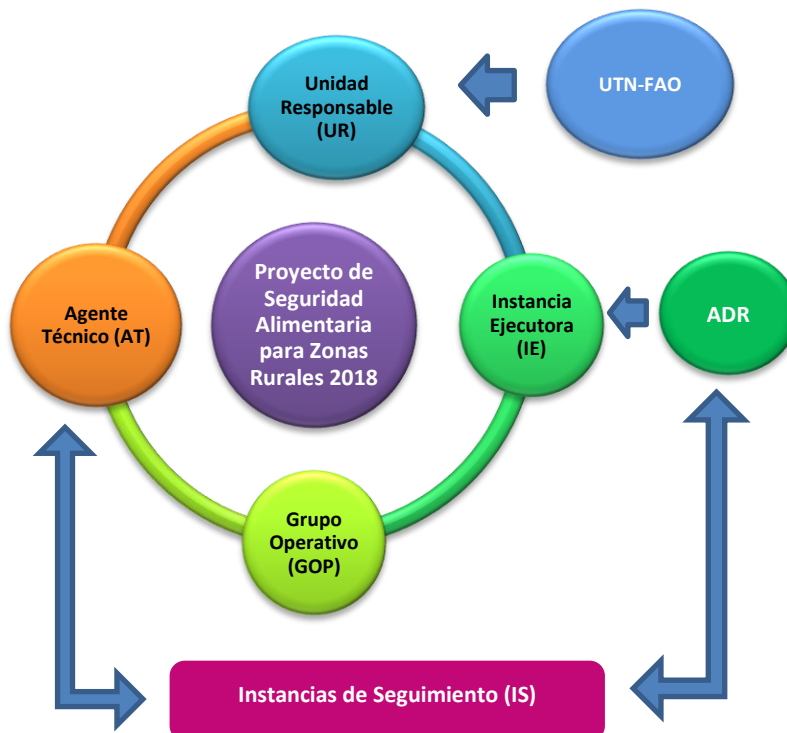 Unidad
Responsable
(UR)
UTN-FAO
Agente
Técnico (AT)
Proyecto de
Seguridad
Alimentaria
para Zonas
Rurales 2018
Instancia
Ejecutora
(IE)
ADR
Grupo
Operativo
(GOP)
Instancias de Seguimiento (IS)